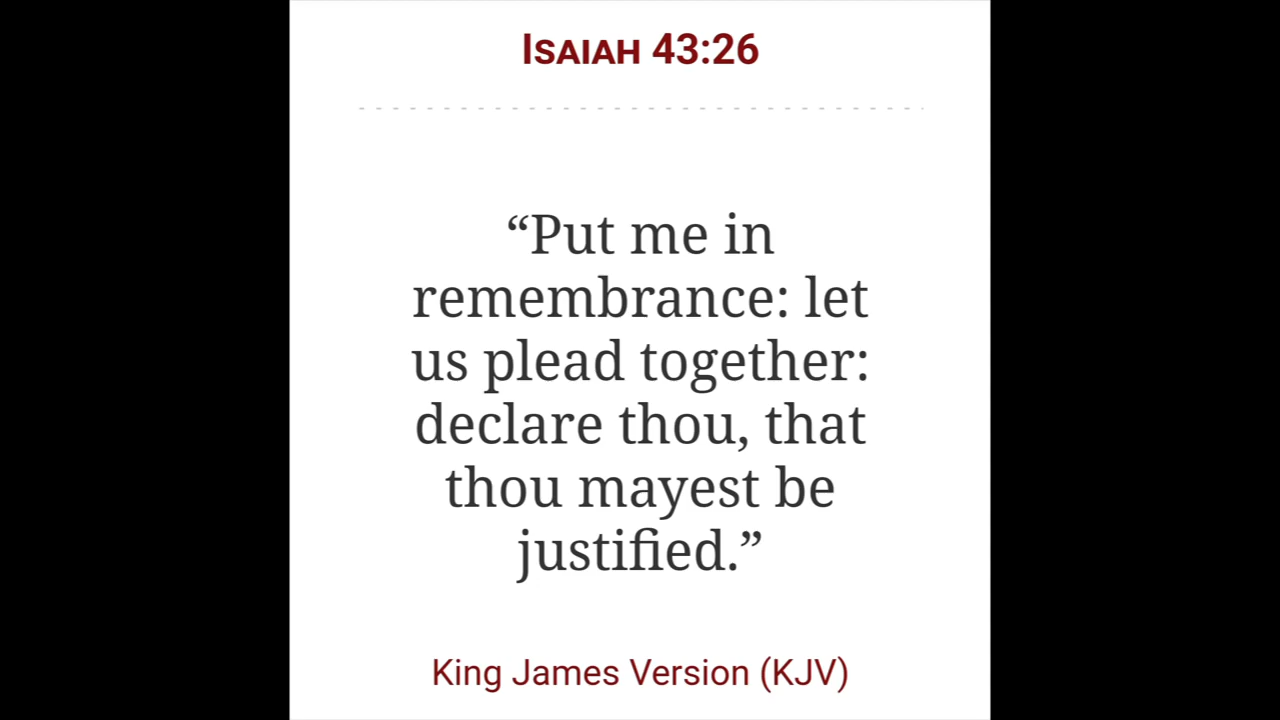 Isaiah 43:26
“Put me in
remembrance: let
us plead together:
declare thou, that
thou mayest be
justified.”
King James Version (KJV)